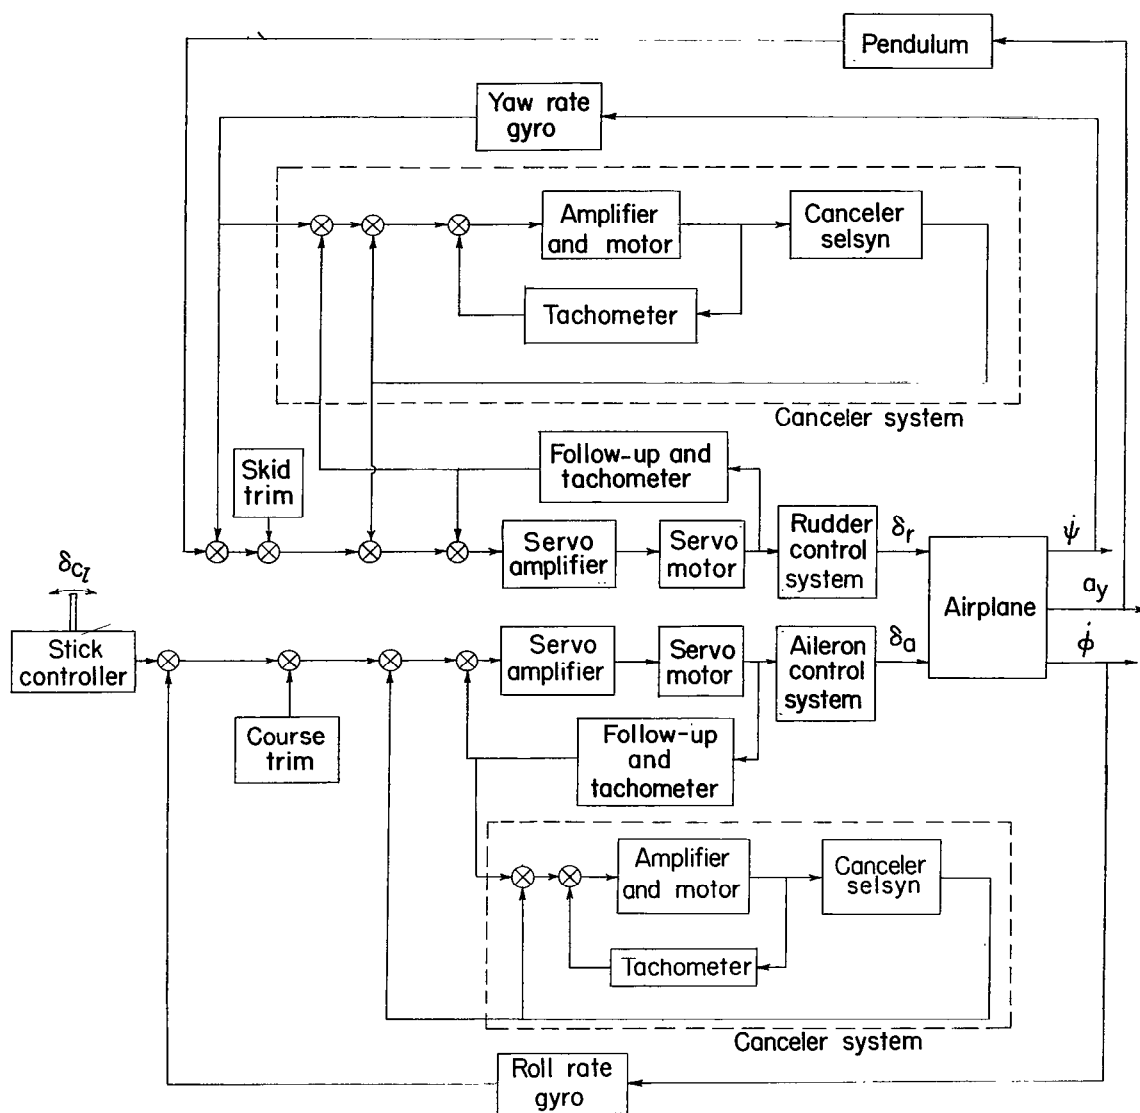 Pendulum
Yaw rate
gyro
Amplifier
and motor
Canceler
selsyn
Tachometer
Canceler system
Skid
trim
Follow-up and
tachometer
Servo
amplifier
Servo
motor
Rudder
control
system
δr
ψ̇
ay
Airplane
δcl
Stick
controller
Servo
amplifier
Servo
motor
Aileron
control
system
δa
φ̇
Course
trim
Follow-up
and
tachometer
Amplifier
and motor
Canceler
selsyn
Tachometer
Canceler system
Roll rate
gyro